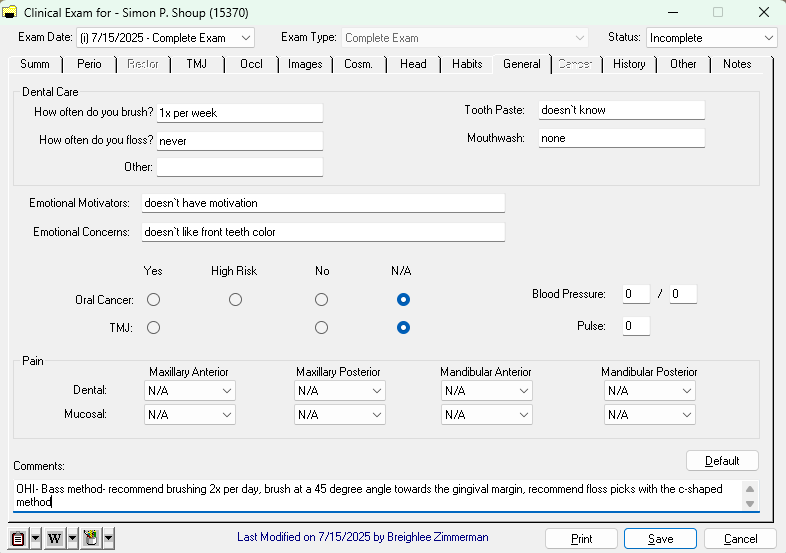 Clinical Exam for - Simon P. Shoup (15370)
Exam Date: (i) 7/15/2025 - Complete Exam Exam Type: Complete Exam Status: Incomplete
Summ Perio Restor TMJ Occl Images Cosm. Head Habits General Cancer History Other Notes
Dental Care
How often do you brush? 1x per week Tooth Paste: doesn`t know
How often do you floss? never Mouthwash: none
Other:
Emotional Motivators: doesn`t have motivation
Emotional Concerns: doesn`t like front teeth color
Yes High Risk No N/A
Oral Cancer: Blood Pressure: 0 / 0
TMJ: Pulse: 0
Pain
Maxillary Anterior Maxillary Posterior Mandibular Anterior Mandibular Posterior
Dental: N/A N/A N/A N/A
Mucosal: N/A N/A N/A N/A
Default
Comments:
OHI- Bass method- recommend brushing 2x per day, brush at a 45 degree angle towards the gingival margin, recommend floss picks with the c-shaped
method
W Last Modified on 7/15/2025 by Breighlee Zimmerman Print Save Cancel